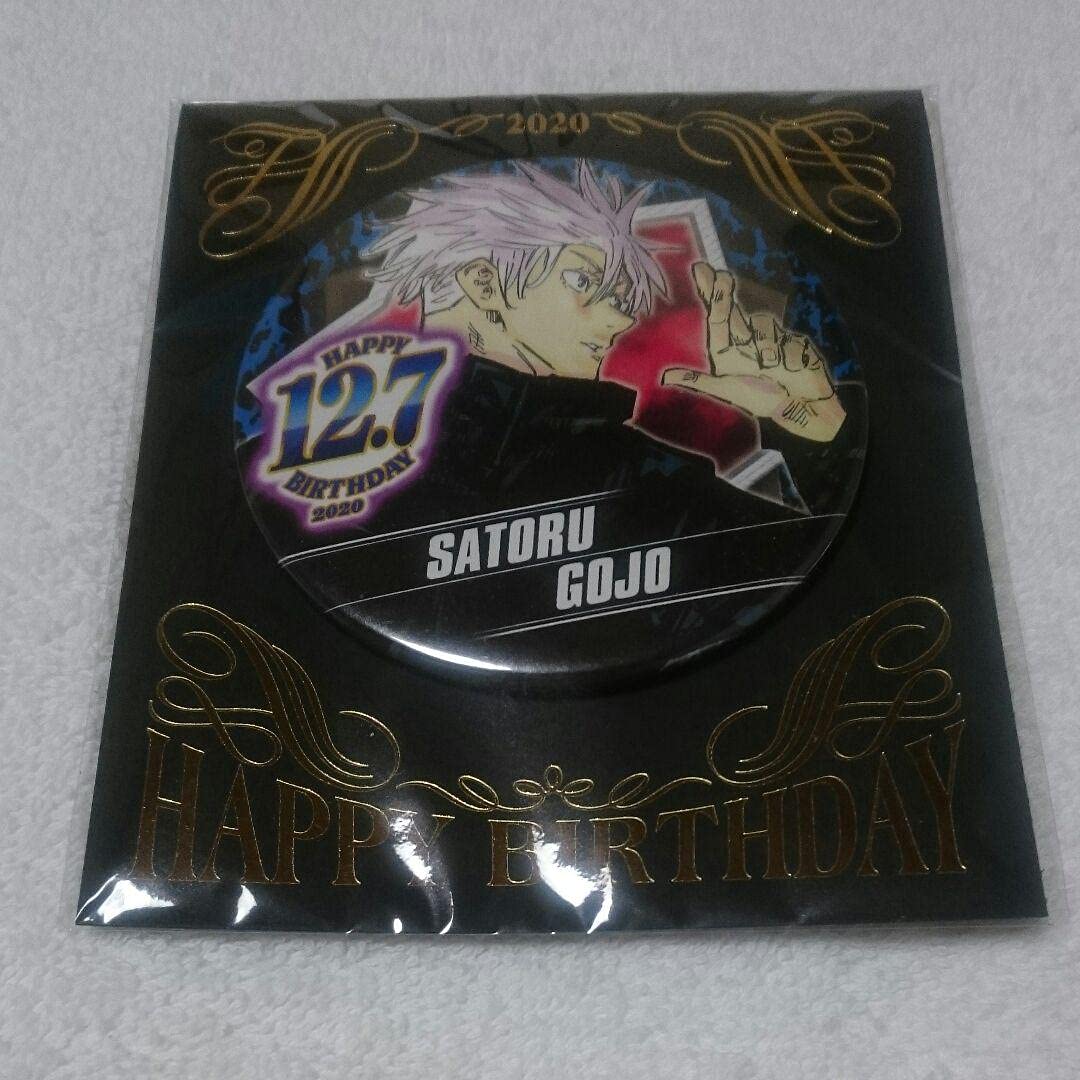 2020
HAPPY
12.7
BIRTHDAY
2020
SATORU
GOJO
HAPPY BIRTHDAY